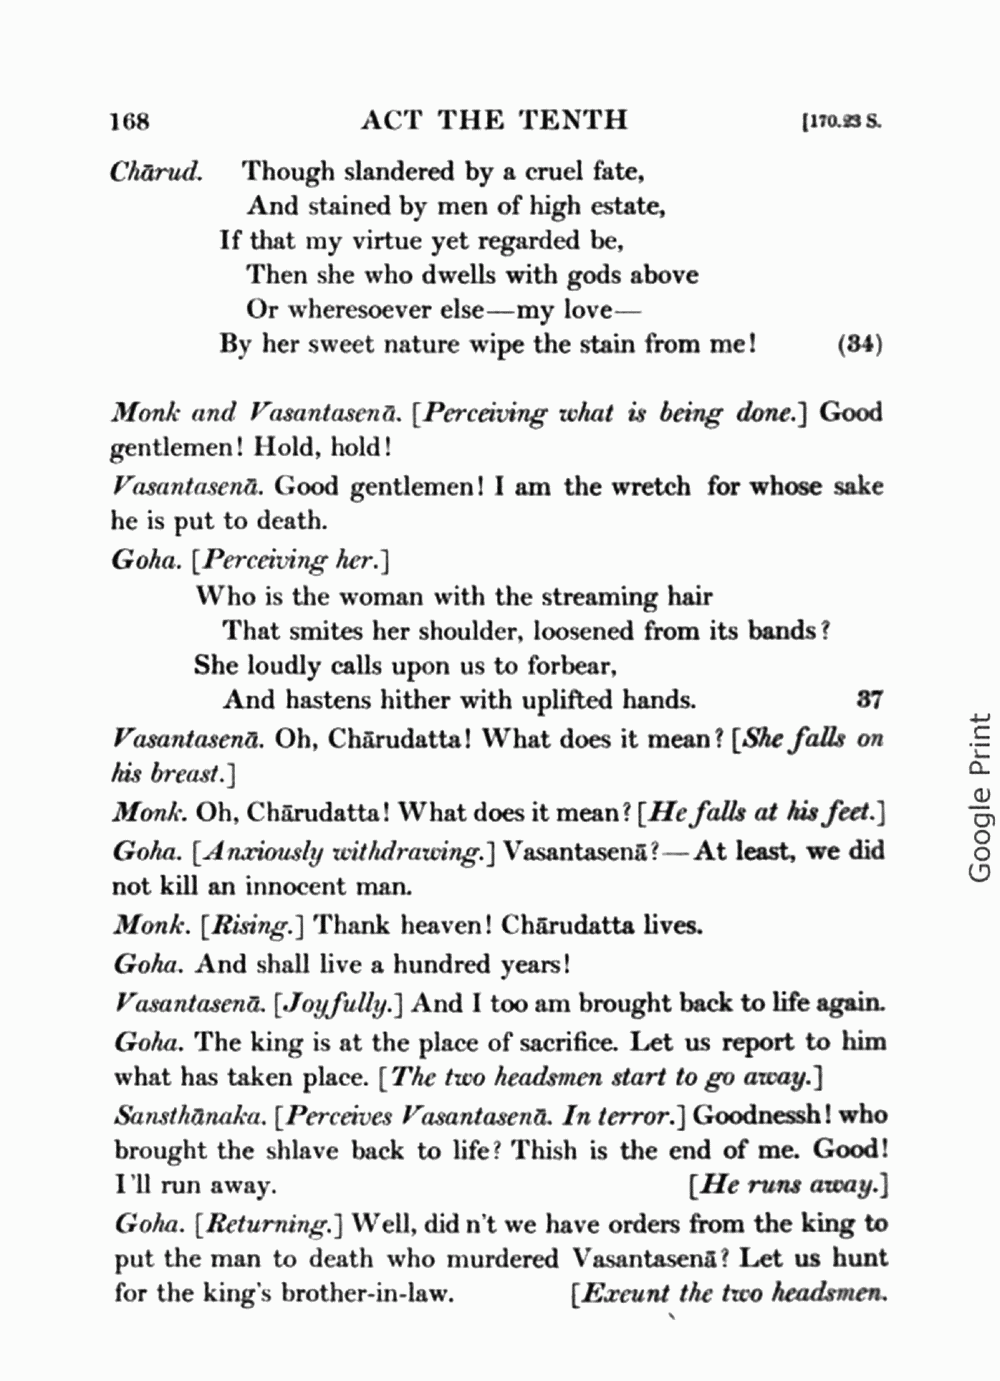 168 ACT THE TENTH [170.23 S.
Chārud. Though slandered by a cruel fate,
And stained by men of high estate,
If that my virtue yet regarded be,
Then she who dwells with gods above
Or wheresoever else—my love—
By her sweet nature wipe the stain from me! (34)
Monk and Vasantasenā. [Perceiving what is being done.] Good
gentlemen! Hold, hold!
Vasantasenā. Good gentlemen! I am the wretch for whose sake
he is put to death.
Goha. [Perceiving her.]
Who is the woman with the streaming hair
That smites her shoulder, loosened from its bands?
She loudly calls upon us to forbear,
And hastens hither with uplifted hands. 37
Vasantasenā. Oh, Chārudatta! What does it mean? [She falls on
his breast.]
Monk. Oh, Chārudatta! What does it mean? [He falls at his feet.]
Goha. [Anxiously withdrawing.] Vasantasenā?—At least, we did
not kill an innocent man.
Monk. [Rising.] Thank heaven! Chārudatta lives.
Goha. And shall live a hundred years!
Vasantasenā. [Joyfully.] And I too am brought back to life again.
Goha. The king is at the place of sacrifice. Let us report to him
what has taken place. [The two headsmen start to go away.]
Sansthānaka. [Perceives Vasantasenā. In terror.] Goodnessh! who
brought the shlave back to life? Thish is the end of me. Good!
I'll run away. [He runs away.]
Goha. [Returning.] Well, did n't we have orders from the king to
put the man to death who murdered Vasantasenā? Let us hunt
for the king's brother-in-law. [Exeunt the two headsmen.
Google Print